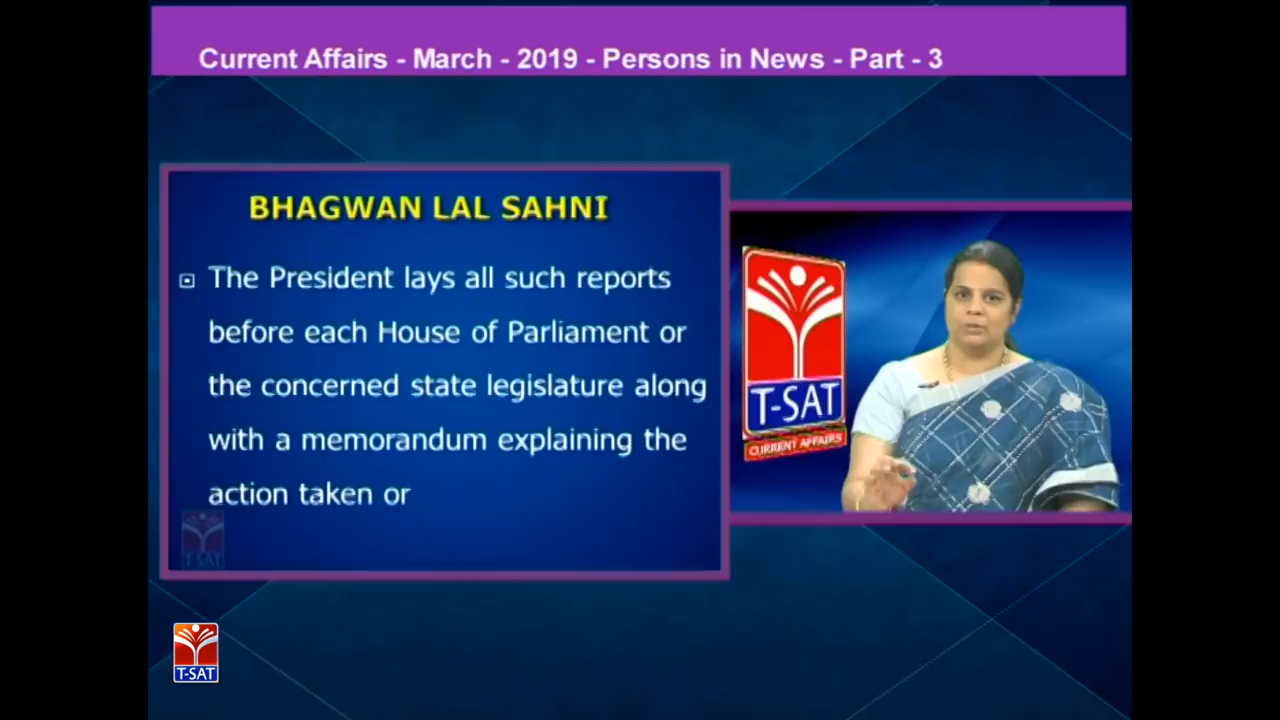 Current Affairs - March - 2019 - Persons in News - Part - 3
BHAGWAN LAL SAHNI
The President lays all such reports
before each House of Parliament or
the concerned state legislature along
with a memorandum explaining the
action taken or
T-SAT
T-SAT
CURRENT AFFAIRS
T-SAT